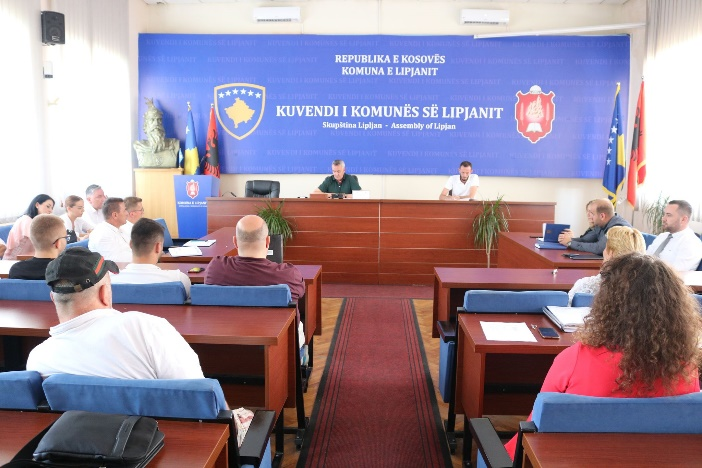 REPUBLIKA E KOSOVËS
KOMUNA E LIPJANIT
KUVENDI I KOMUNËS SË LIPJANIT
Skupština Lipljan - Assembly of Lipjan